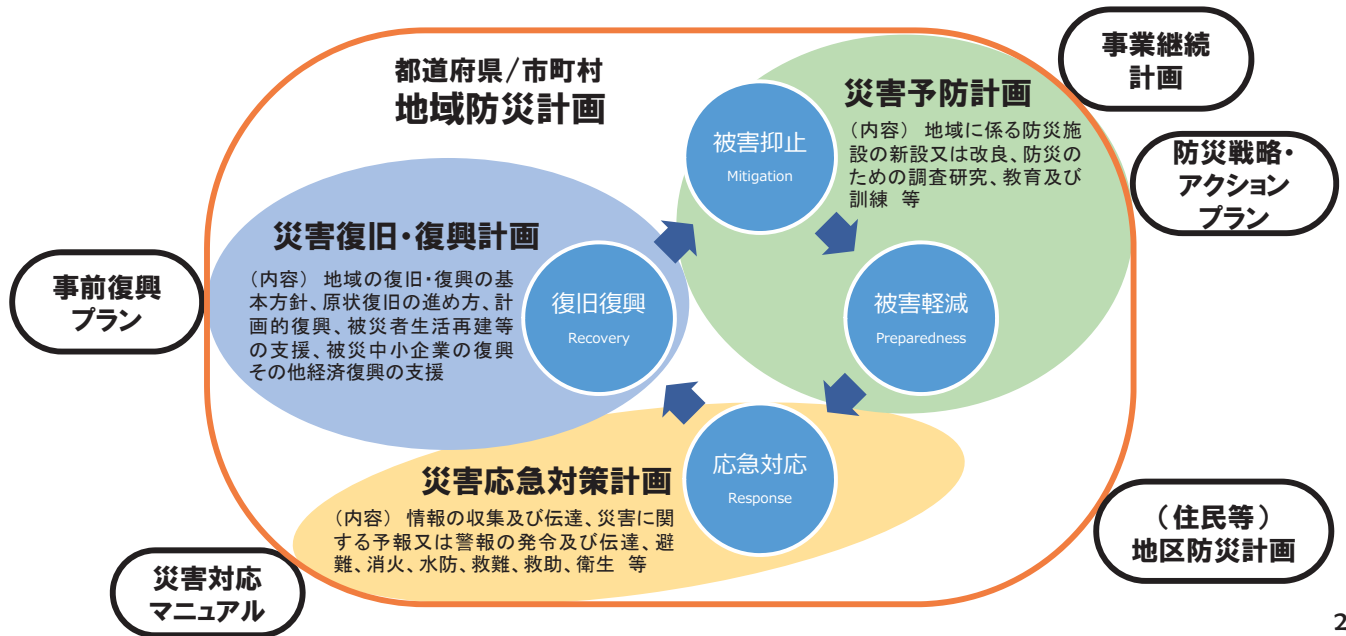 都道府県/市町村
地域防災計画
事業継続
計画
災害予防計画
(内容) 地域に係る防災施
設の新設又は改良、防災の
ための調査研究、教育及び
訓練 等
被害抑止
Mitigation
防災戦略・
アクション
プラン
災害復旧・復興計画
(内容) 地域の復旧・復興の基
本方針、原状復旧の進め方、計
画的復興、被災者生活再建等
の支援、被災中小企業の復興
その他経済復興の支援
復旧復興
Recovery
被害軽減
Preparedness
事前復興
プラン
災害応急対策計画
(内容) 情報の収集及び伝達、災害に関
する予報又は警報の発令及び伝達、避
難、消火、水防、救難、救助、衛生 等
応急対応
Response
(住民等)
地区防災計画
災害対応
マニュアル
2